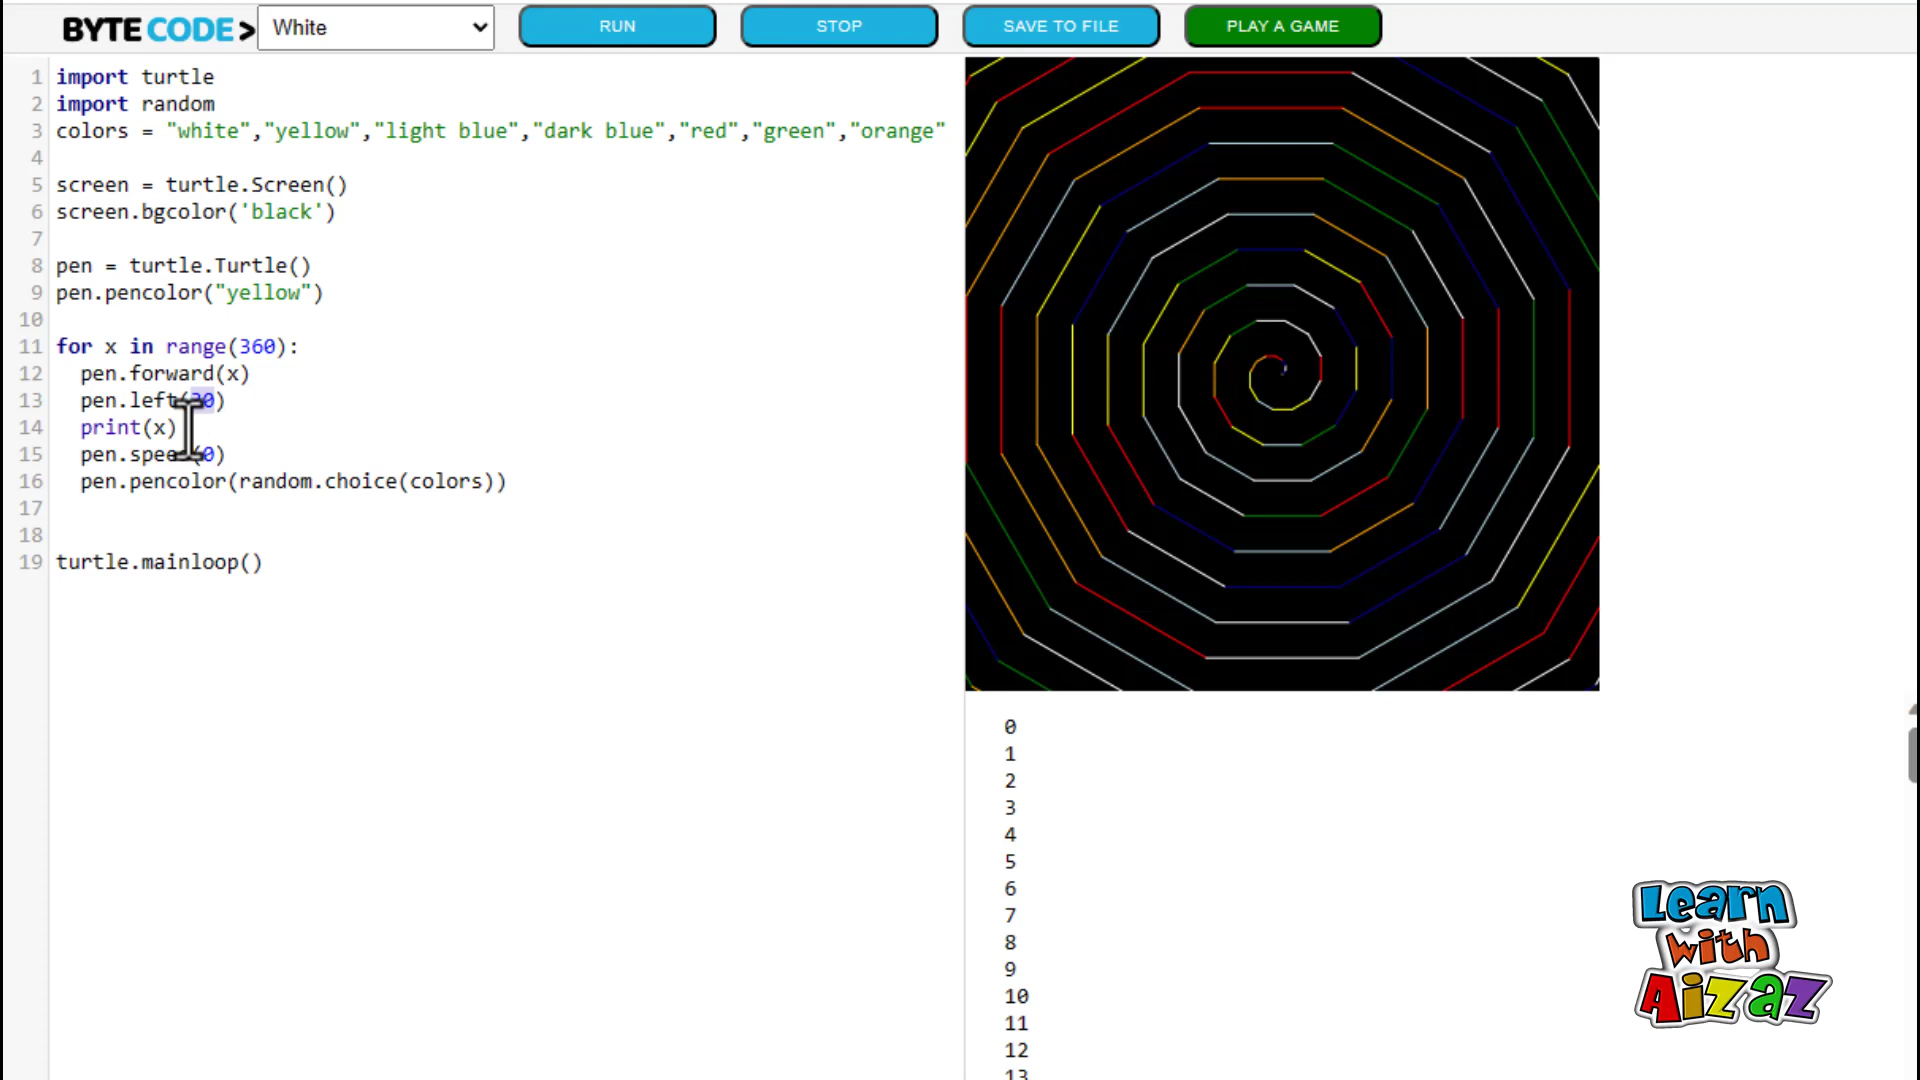 BYTE CODE> White RUN STOP SAVE TO FILE PLAY A GAME
1 import turtle
2 import random
3 colors = "white","yellow","light blue","dark blue","red","green","orange"
4
5 screen = turtle.Screen()
6 screen.bgcolor('black')
7
8 pen = turtle.Turtle()
9 pen.pencolor("yellow")
10
11 for x in range(360):
12 pen.forward(x)
13 pen.left(30)
14 print(x)
15 pen.speed(0)
16 pen.pencolor(random.choice(colors))
17
18
19 turtle.mainloop()
0
1
2
3
4
5
6
7
8
9
10
11
12
13
Learn
with
Aizaz